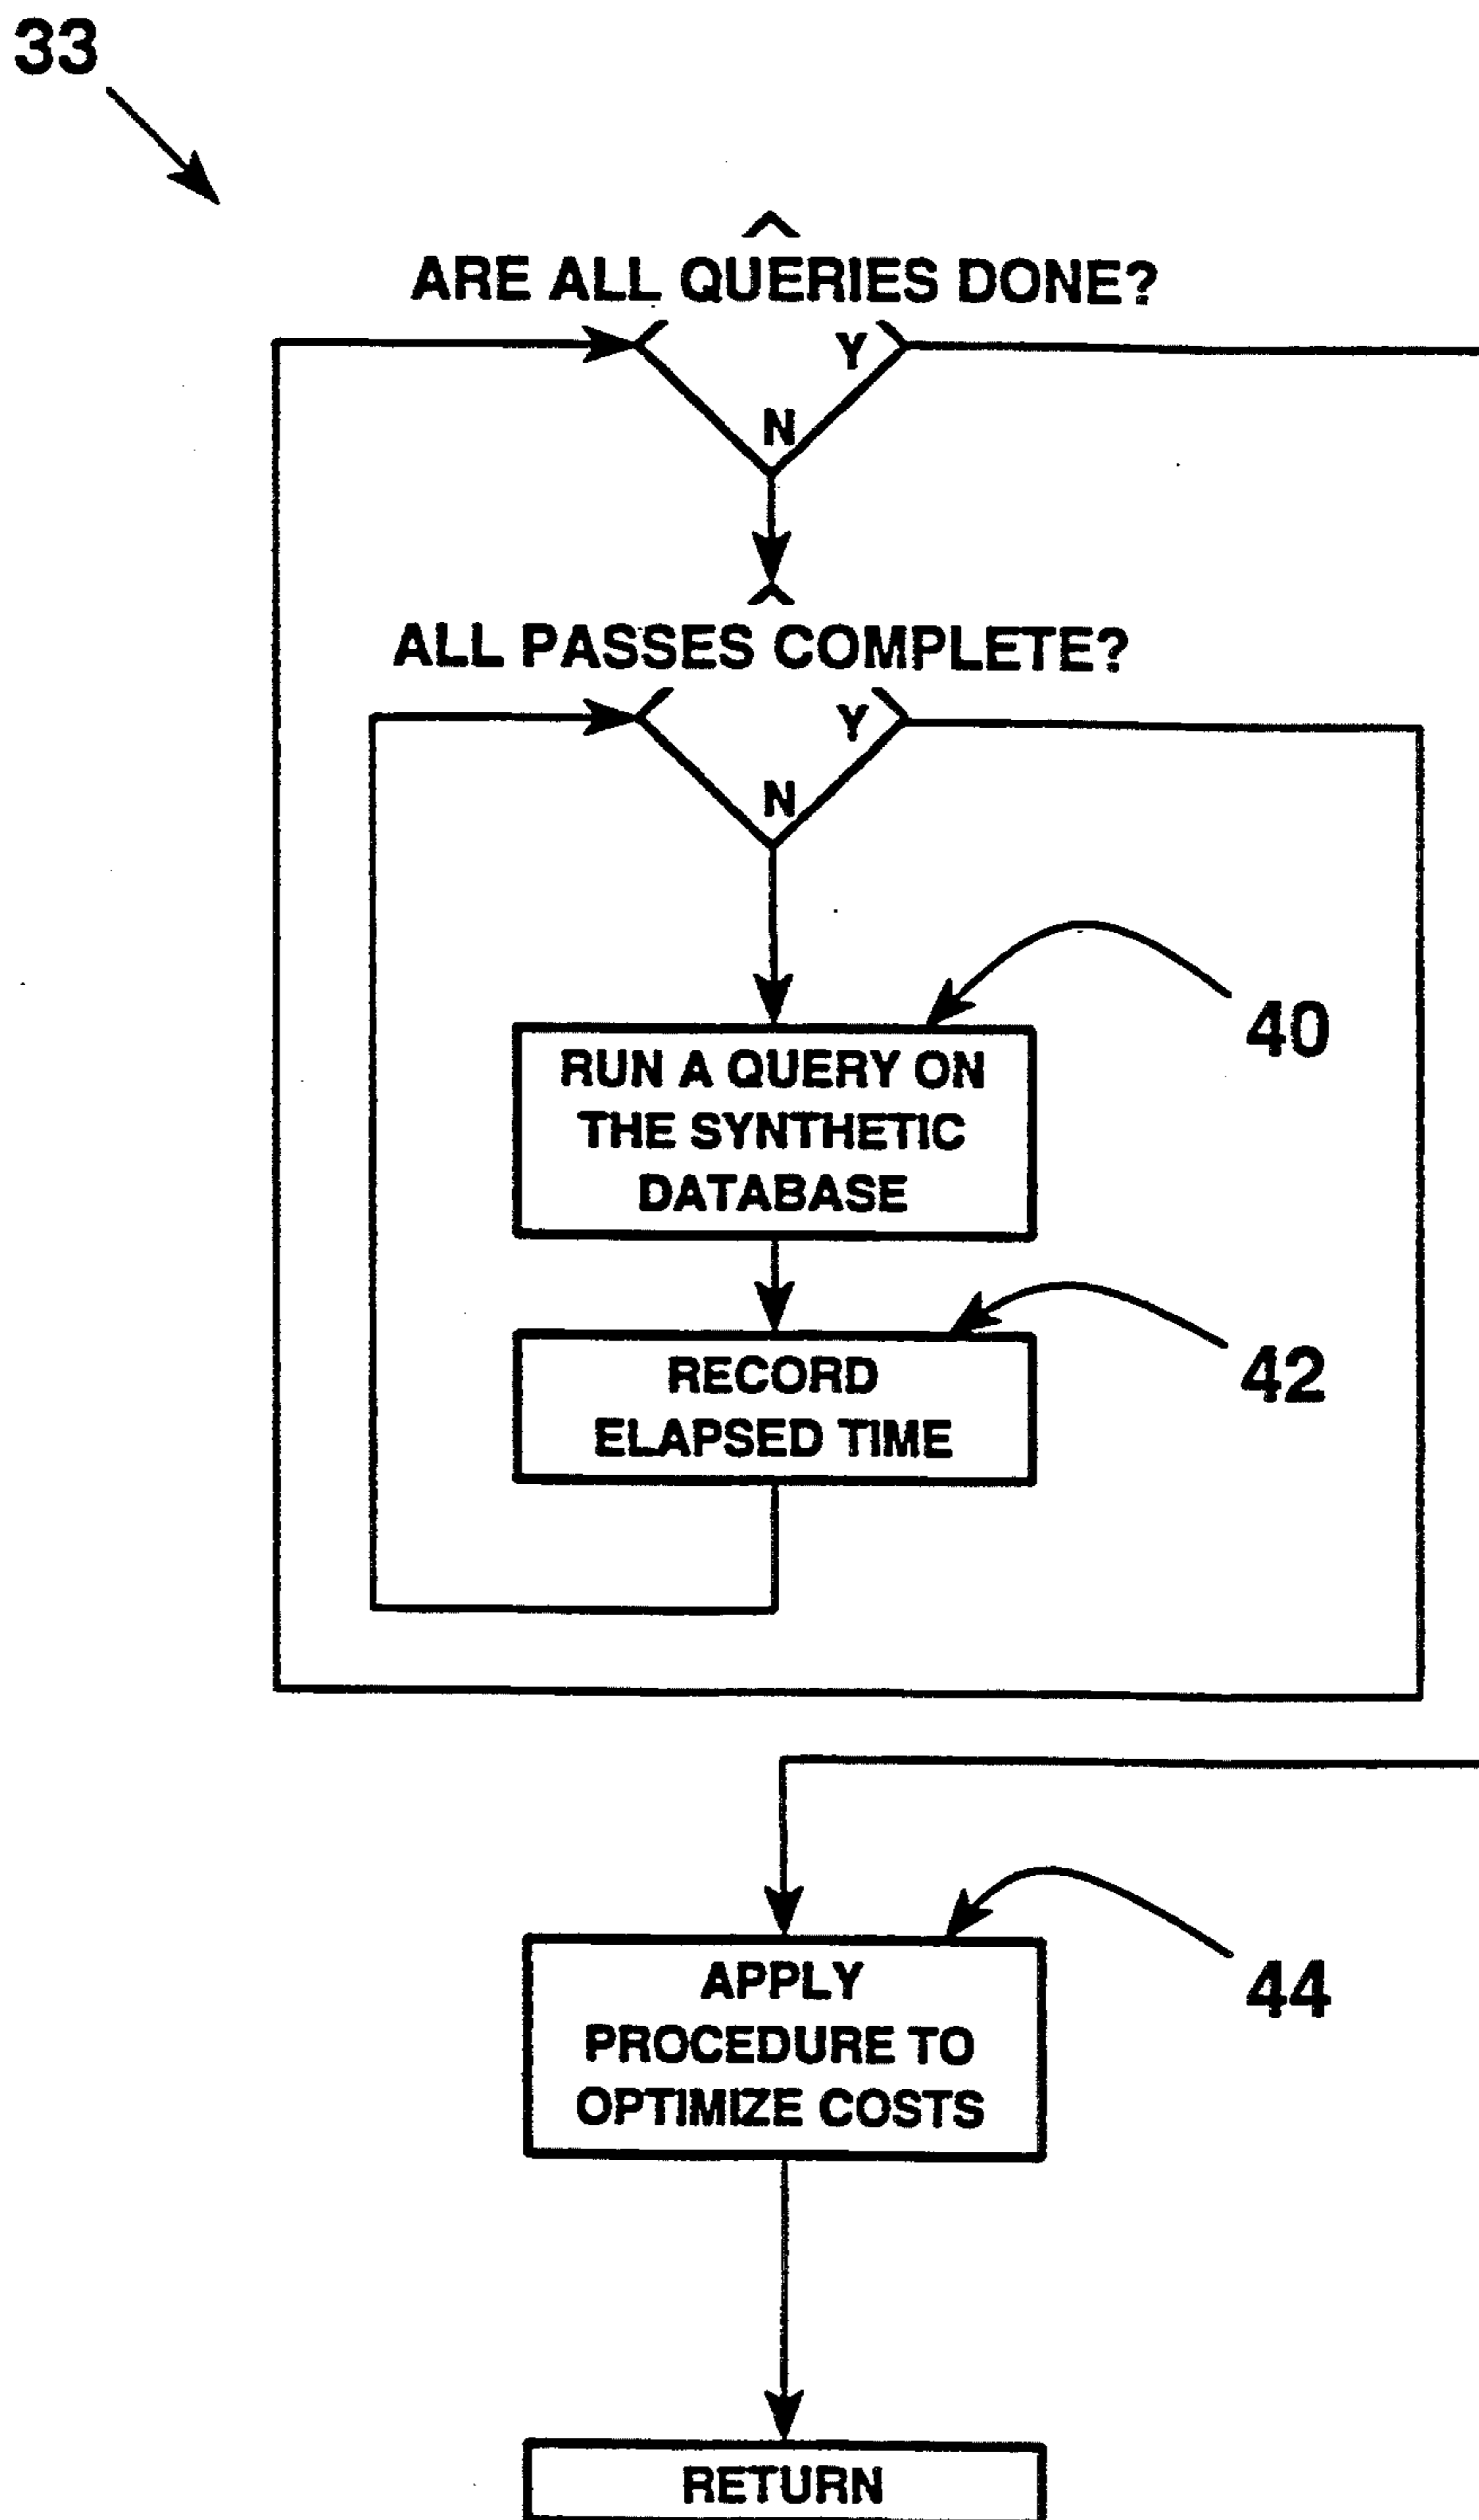 33
ARE ALL QUERIES DONE?
Y
N
ALL PASSES COMPLETE?
Y
N
40
RUN A QUERY ON
THE SYNTHETIC
DATABASE
42
RECORD
ELAPSED TIME
44
APPLY
PROCEDURE TO
OPTIMIZE COSTS
RETURN